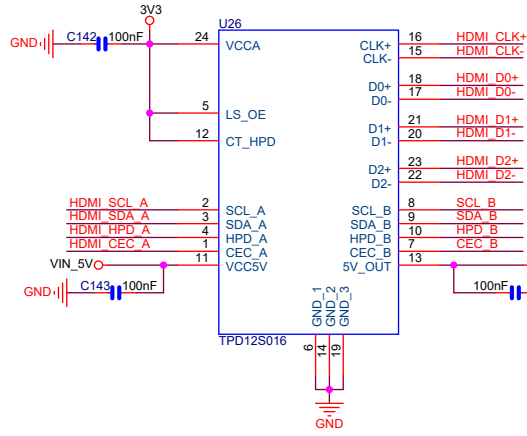 3V3
U26
GND
C142
100nF
24
VCCA
CLK+
16
HDMI_CLK+
CLK-
15
HDMI_CLK-
D0+
18
HDMI_D0+
D0-
17
HDMI_D0-
5
LS_OE
D1+
21
HDMI_D1+
12
CT_HPD
D1-
20
HDMI_D1-
D2+
23
HDMI_D2+
D2-
22
HDMI_D2-
HDMI_SCL_A
2
SCL_A
SCL_B
8
SCL_B
HDMI_SDA_A
3
SDA_A
SDA_B
9
SDA_B
HDMI_HPD_A
4
HPD_A
HPD_B
10
HPD_B
HDMI_CEC_A
1
CEC_A
CEC_B
7
CEC_B
VIN_5V
11
VCC5V
5V_OUT
13
GND
C143
100nF
100nF
GND_1
GND_2
GND_3
TPD12S016
6
14
19
GND